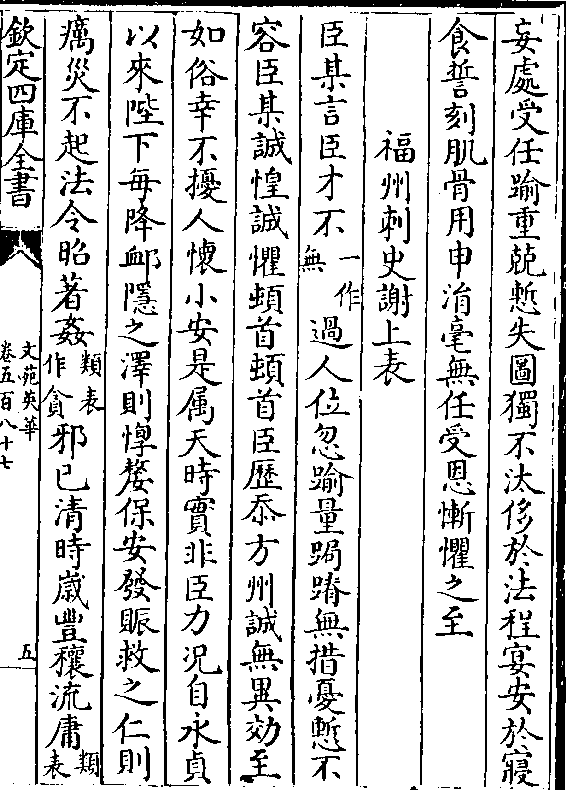 妄處受任踰重兢慙失圖獨不汰侈於法程宴安於寢
食誓刻肌骨用申涓毫無任受恩慚懼之至
福州刺史謝上表
臣某言臣才不一作無過人位忽踰量跼蹐無措憂慙不
容臣某誠惶誠懼頓首頓首臣歷忝方州誠無異効至
如俗幸不擾人懷小安是属天時實非臣力况自永貞
以來陛下每降䘏隱之澤則惸嫠保安發賑救之仁則
癘災不起法令昭著姦類表作貪邪已清時歲豐穰流庸類表
欽定四庫全書
文苑英華
卷五百八十七
五